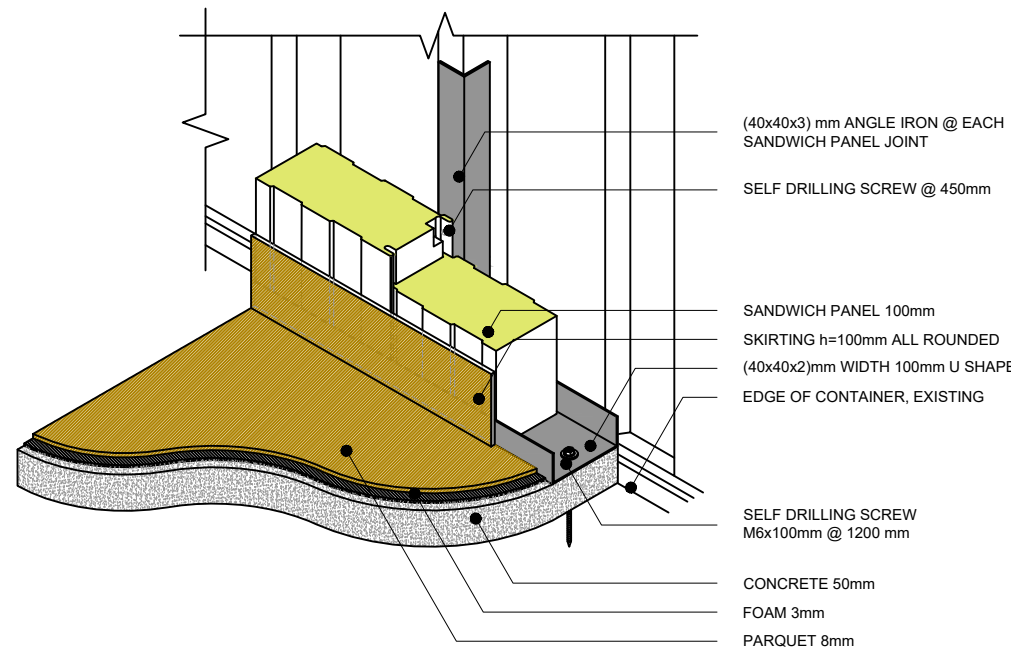 (40x40x3) mm ANGLE IRON @ EACH
SANDWICH PANEL JOINT
SELF DRILLING SCREW @ 450mm
SANDWICH PANEL 100mm
SKIRTING h=100mm ALL ROUNDED
(40x40x2)mm WIDTH 100mm U SHAPE
EDGE OF CONTAINER, EXISTING
SELF DRILLING SCREW
M6x100mm @ 1200 mm
CONCRETE 50mm
FOAM 3mm
PARQUET 8mm